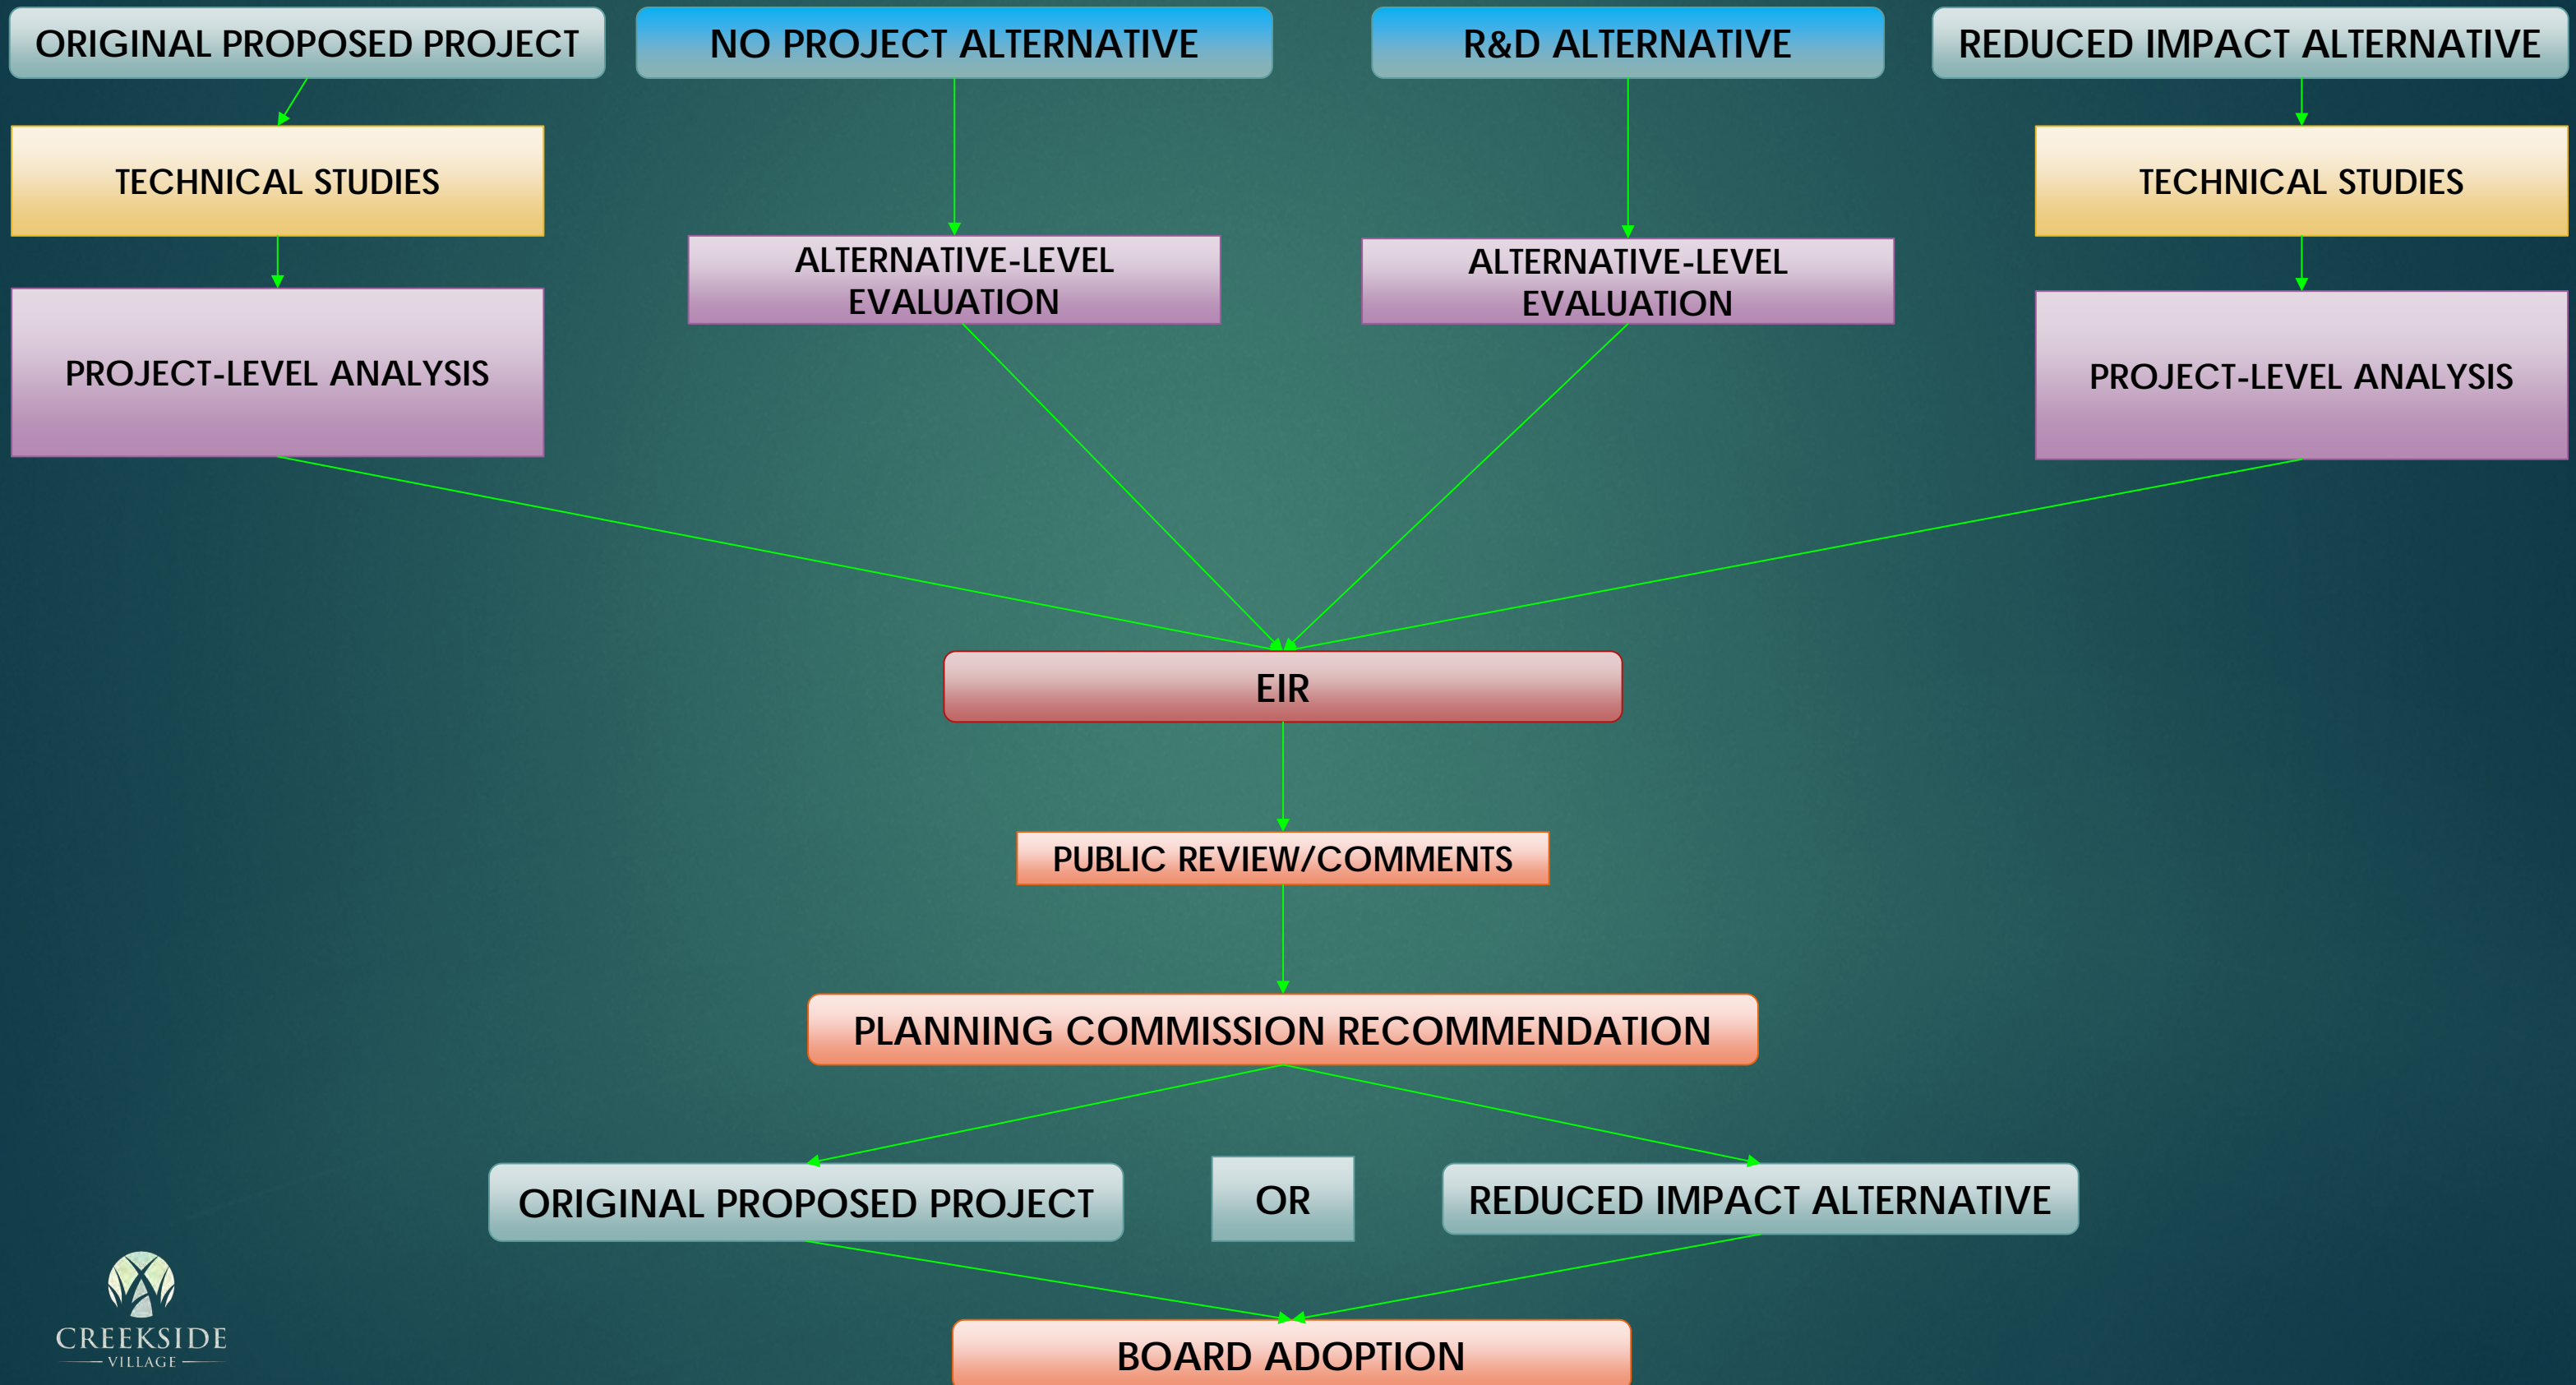 ORIGINAL PROPOSED PROJECT
NO PROJECT ALTERNATIVE
R&D ALTERNATIVE
REDUCED IMPACT ALTERNATIVE
TECHNICAL STUDIES
TECHNICAL STUDIES
ALTERNATIVE-LEVEL
EVALUATION
ALTERNATIVE-LEVEL
EVALUATION
PROJECT-LEVEL ANALYSIS
PROJECT-LEVEL ANALYSIS
EIR
PUBLIC REVIEW/COMMENTS
PLANNING COMMISSION RECOMMENDATION
ORIGINAL PROPOSED PROJECT
OR
REDUCED IMPACT ALTERNATIVE
BOARD ADOPTION
CREEKSIDE
VILLAGE